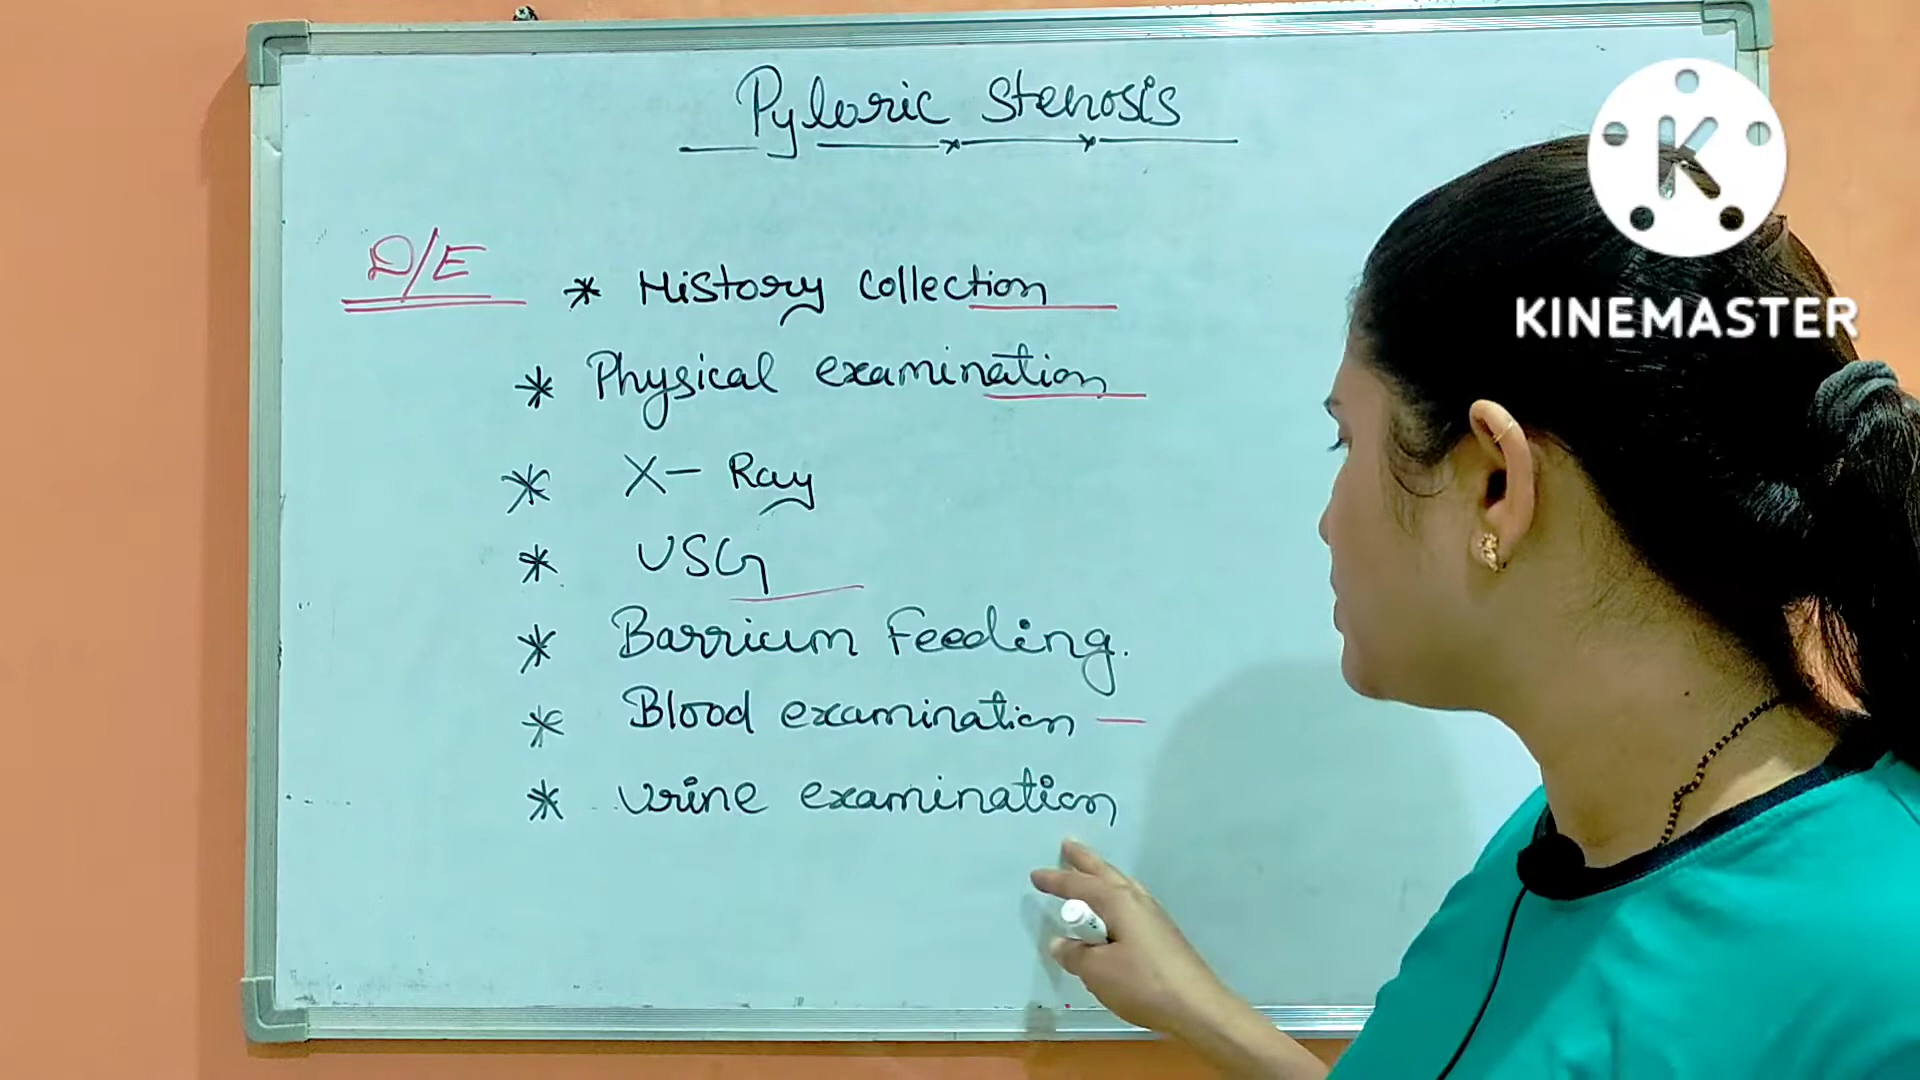 Pyloric Stenosis
D/E
* History collection
* Physical examination
* X-Ray
* USG
* Barrium Feeding.
* Blood examination
* Urine examination
K
KINEMASTER